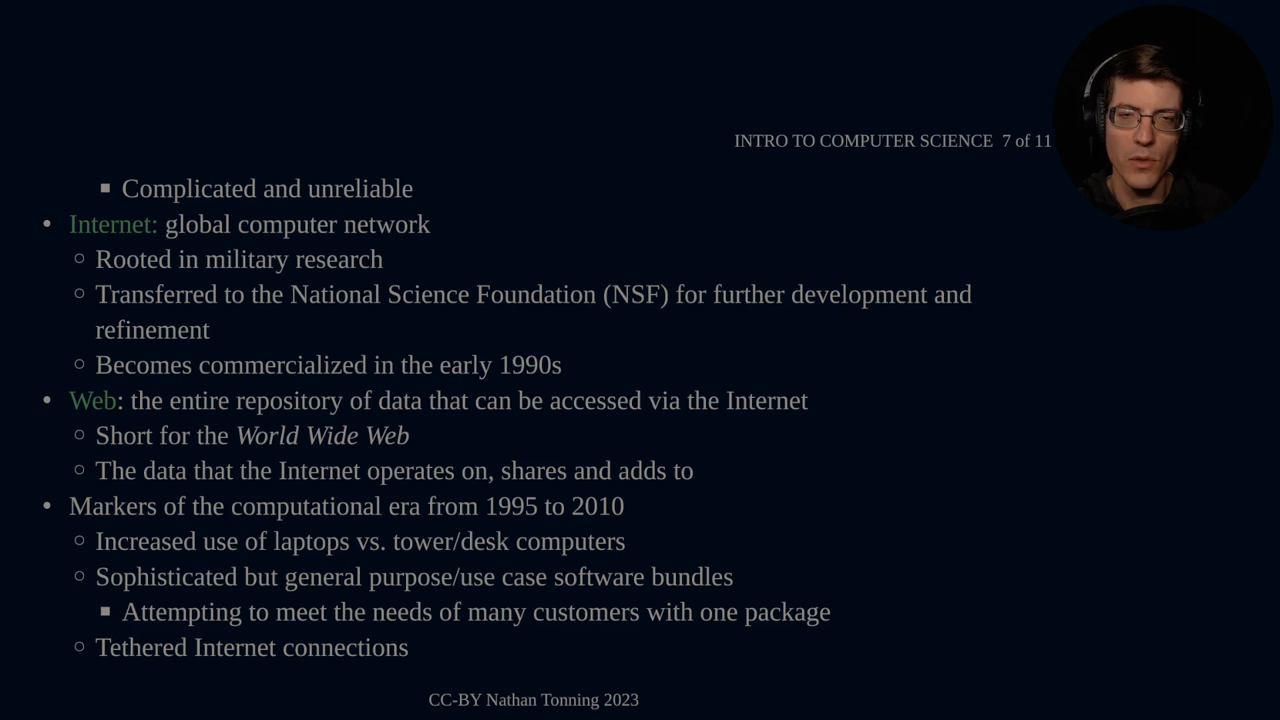 INTRO TO COMPUTER SCIENCE 7 of 11
▪ Complicated and unreliable
• Internet: global computer network
○ Rooted in military research
○ Transferred to the National Science Foundation (NSF) for further development and
refinement
○ Becomes commercialized in the early 1990s
• Web: the entire repository of data that can be accessed via the Internet
○ Short for the World Wide Web
○ The data that the Internet operates on, shares and adds to
• Markers of the computational era from 1995 to 2010
○ Increased use of laptops vs. tower/desk computers
○ Sophisticated but general purpose/use case software bundles
▪ Attempting to meet the needs of many customers with one package
○ Tethered Internet connections
CC-BY Nathan Tonning 2023